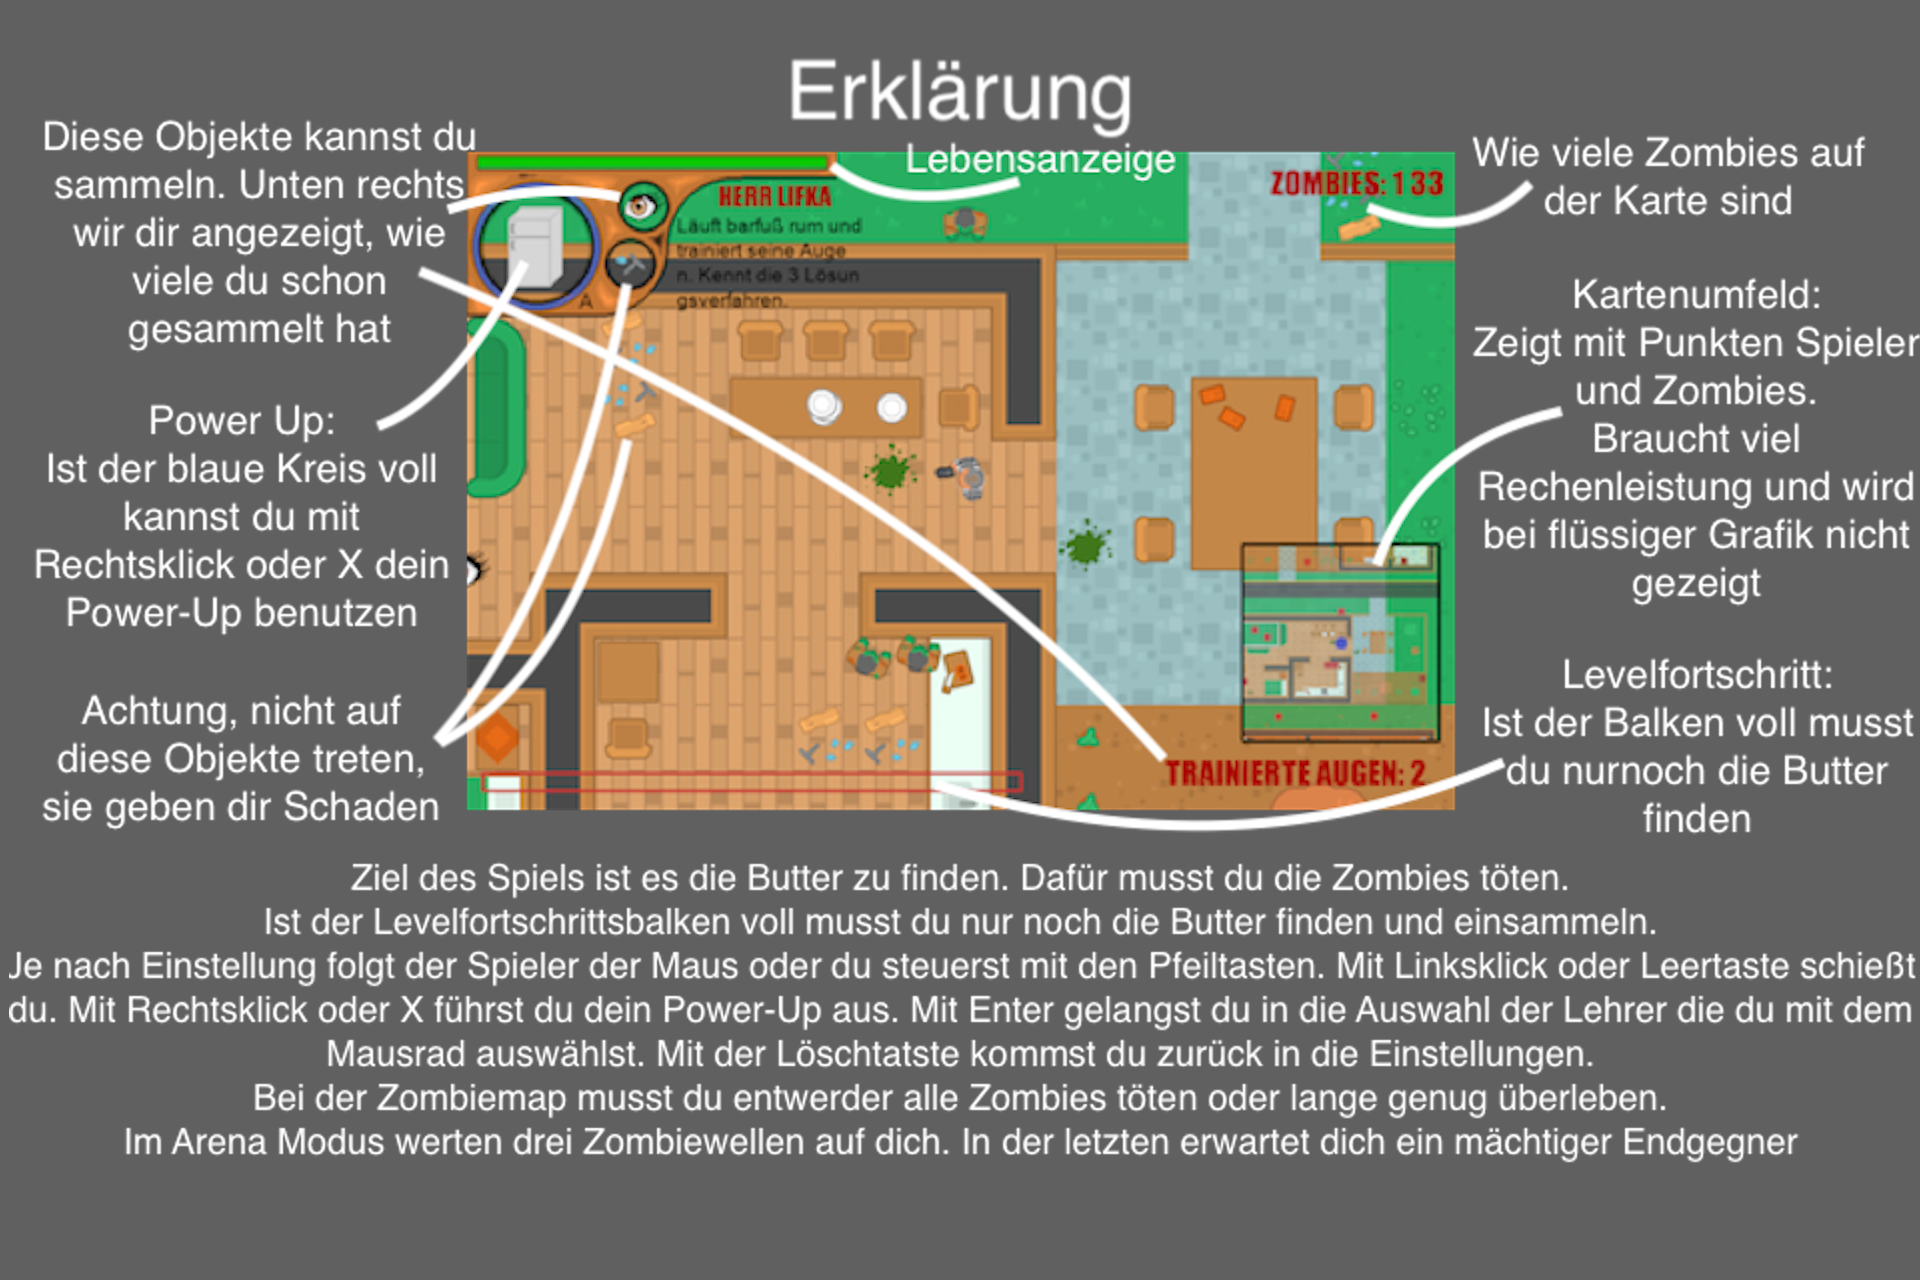 Erklärung
Diese Objekte kannst du
sammeln. Unten rechts
wir dir angezeigt, wie
viele du schon
gesammelt hat
Power Up:
Ist der blaue Kreis voll
kannst du mit
Rechtsklick oder X dein
Power-Up benutzen
Achtung, nicht auf
diese Objekte treten,
sie geben dir Schaden
Lebensanzeige
HERR LIFKA
Läuft barfuß rum und
trainiert seine Auge
n. Kennt die 3 Lösun
gsverfahren.
A
ZOMBIES: 133
TRAINIERTE AUGEN: 2
Wie viele Zombies auf
der Karte sind
Kartenumfeld:
Zeigt mit Punkten Spieler
und Zombies.
Braucht viel
Rechenleistung und wird
bei flüssiger Grafik nicht
gezeigt
Levelfortschritt:
Ist der Balken voll musst
du nurnoch die Butter
finden
Ziel des Spiels ist es die Butter zu finden. Dafür musst du die Zombies töten.
Ist der Levelfortschrittsbalken voll musst du nur noch die Butter finden und einsammeln.
Je nach Einstellung folgt der Spieler der Maus oder du steuerst mit den Pfeiltasten. Mit Linksklick oder Leertaste schießt
du. Mit Rechtsklick oder X führst du dein Power-Up aus. Mit Enter gelangst du in die Auswahl der Lehrer die du mit dem
Mausrad auswählst. Mit der Löschtatste kommst du zurück in die Einstellungen.
Bei der Zombiemap musst du entwerder alle Zombies töten oder lange genug überleben.
Im Arena Modus werten drei Zombiewellen auf dich. In der letzten erwartet dich ein mächtiger Endgegner